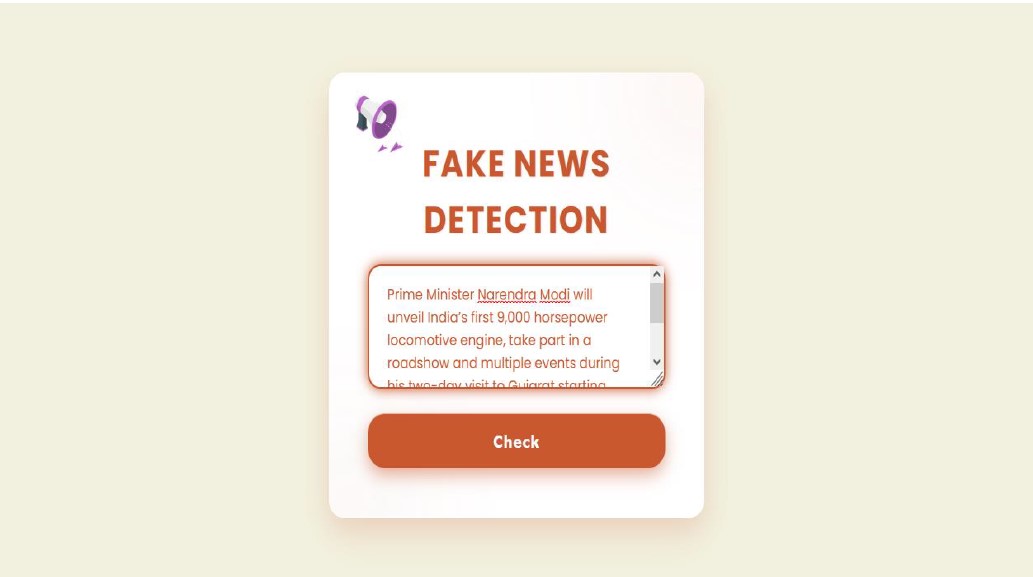 FAKE NEWS
DETECTION
Prime Minister Narendra Modi will
unveil India's first 9,000 horsepower
locomotive engine, take part in a
roadshow and multiple events during
his two-day visit to Gujarat starting
Check